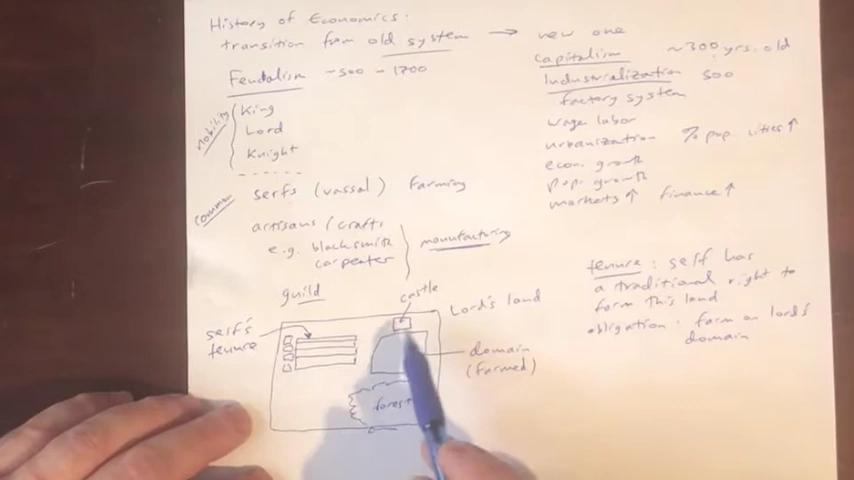 History of Economics:
transition from old system → new one
Feudalism ~500 - 1700
nobility
King
Lord
Knight
common
serfs (vassal) farming
artisans / crafts
e.g. blacksmith
carpenter
manufacturing
guild
castle
Lord's land
serf's
tenure
domain
(farmed)
forest
Capitalism ~300 yrs. old
Industrialization 500
factory system
wage labor
urbanization % pop. cities ↑
econ. growth
pop. growth
markets ↑ finance ↑
tenure: serf has
a traditional right to
farm this land
obligation: farm on lord's
domain